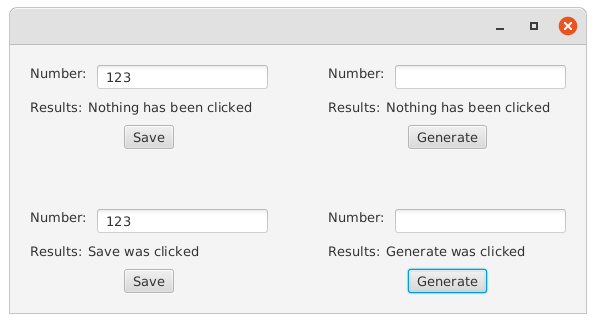 Number: 123
Results: Nothing has been clicked
Save
Number:
Results: Nothing has been clicked
Generate
Number: 123
Results: Save was clicked
Save
Number:
Results: Generate was clicked
Generate